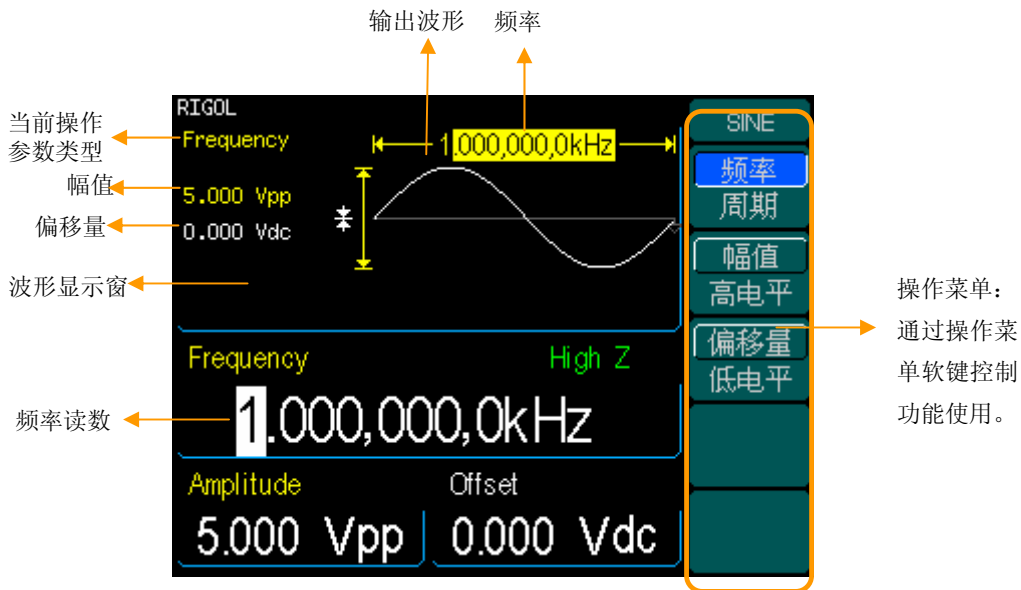 输出波形
频率
当前操作
参数类型
幅值
偏移量
波形显示窗
频率读数
RIGOL
Frequency
1.000,000,0kHz
5.000 Vpp
0.000 Vdc
Frequency
High Z
1.000,000,0kHz
Amplitude
Offset
5.000 Vpp
0.000 Vdc
SINE
频率
周期
幅值
高电平
偏移量
低电平
操作菜单：
通过操作菜
单软键控制
功能使用。